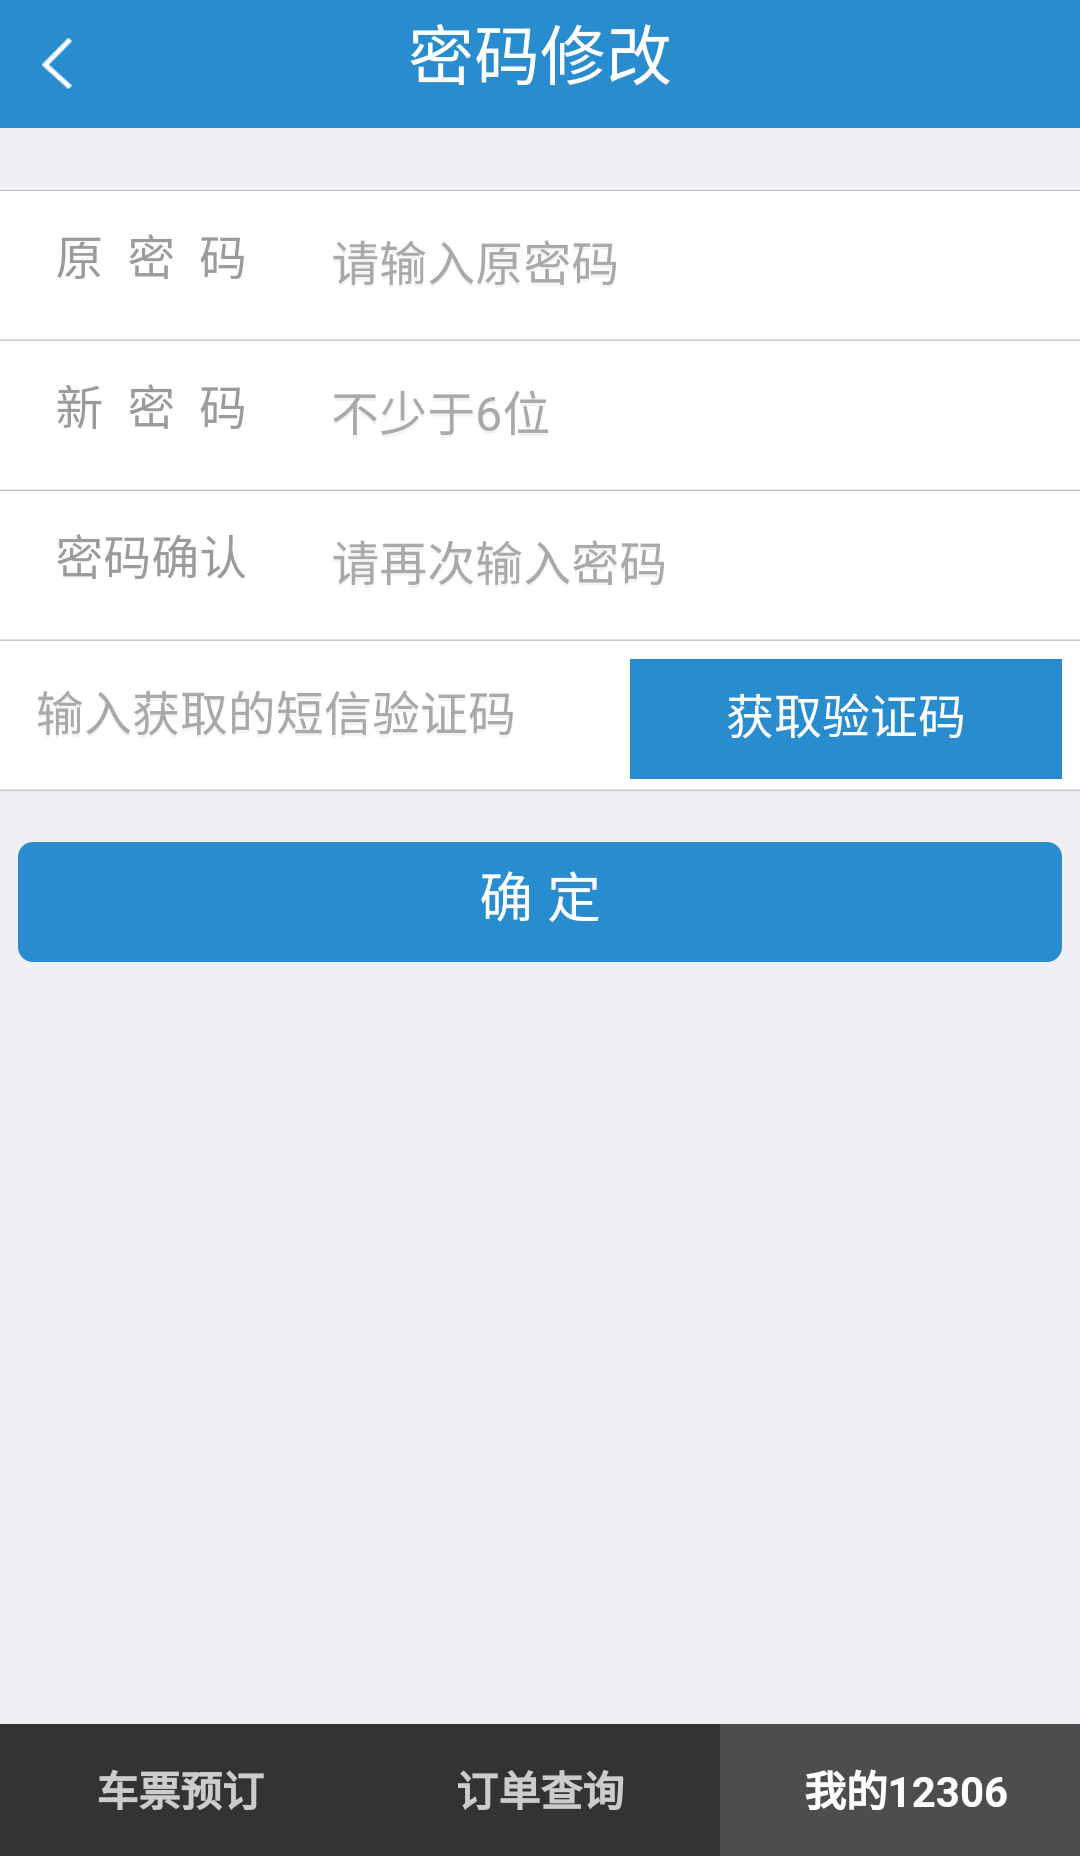 密码修改
原 密 码 请输入原密码
新 密 码 不少于6位
密码确认 请再次输入密码
输入获取的短信验证码 获取验证码
确 定
车票预订 订单查询 我的12306